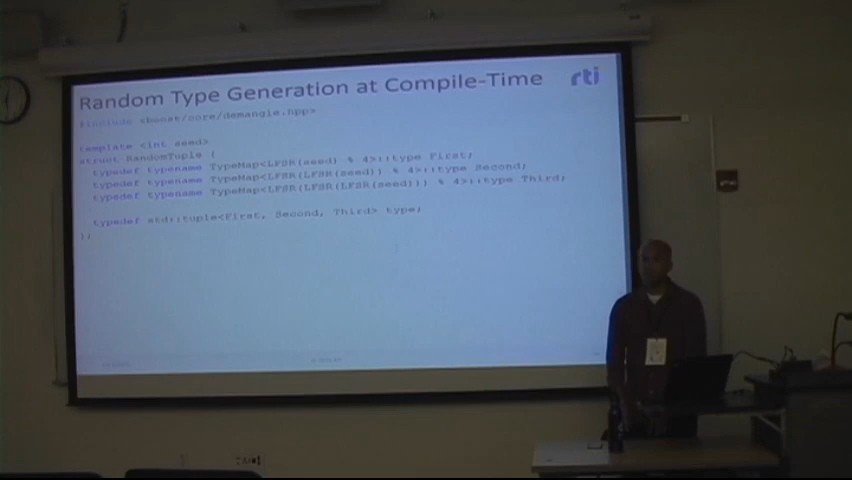 Random Type Generation at Compile-Time
rti
#include <boost/core/demangle.hpp>
template <int seed>
struct RandomTuple {
typedef typename TypeMap<LFSR(seed) % 4>::type First;
typedef typename TypeMap<LFSR(LFSR(seed)) % 4>::type Second;
typedef typename TypeMap<LFSR(LFSR(LFSR(seed))) % 4>::type Third;
typedef std::tuple<First, Second, Third> type;
};